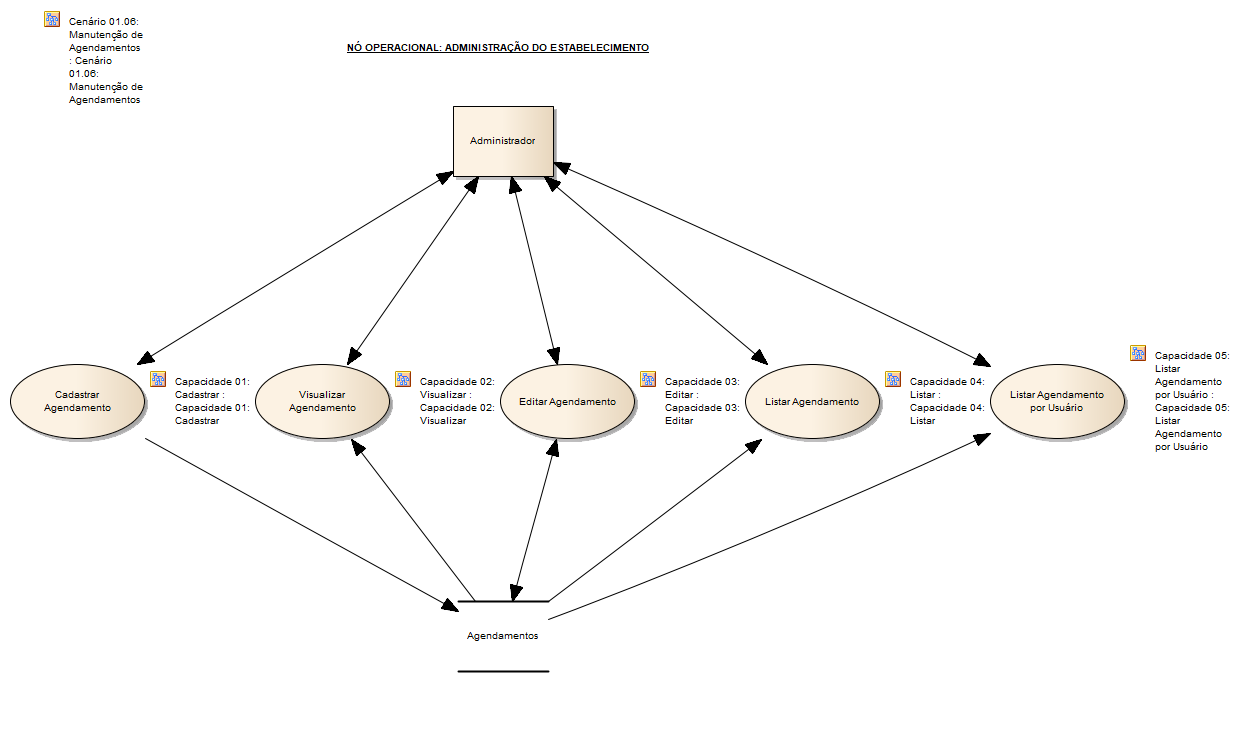 Cenário 01.06:
Manutenção de
Agendamentos
: Cenário
01.06:
Manutenção de
Agendamentos
NÓ OPERACIONAL: ADMINISTRAÇÃO DO ESTABELECIMENTO
Administrador
Cadastrar
Agendamento
Capacidade 01:
Cadastrar :
Capacidade 01:
Cadastrar
Visualizar
Agendamento
Capacidade 02:
Visualizar :
Capacidade 02:
Visualizar
Editar Agendamento
Capacidade 03:
Editar :
Capacidade 03:
Editar
Listar Agendamento
Capacidade 04:
Listar :
Capacidade 04:
Listar
Listar Agendamento
por Usuário
Capacidade 05:
Listar
Agendamento
por Usuário :
Capacidade 05:
Listar
Agendamento
por Usuário
Agendamentos